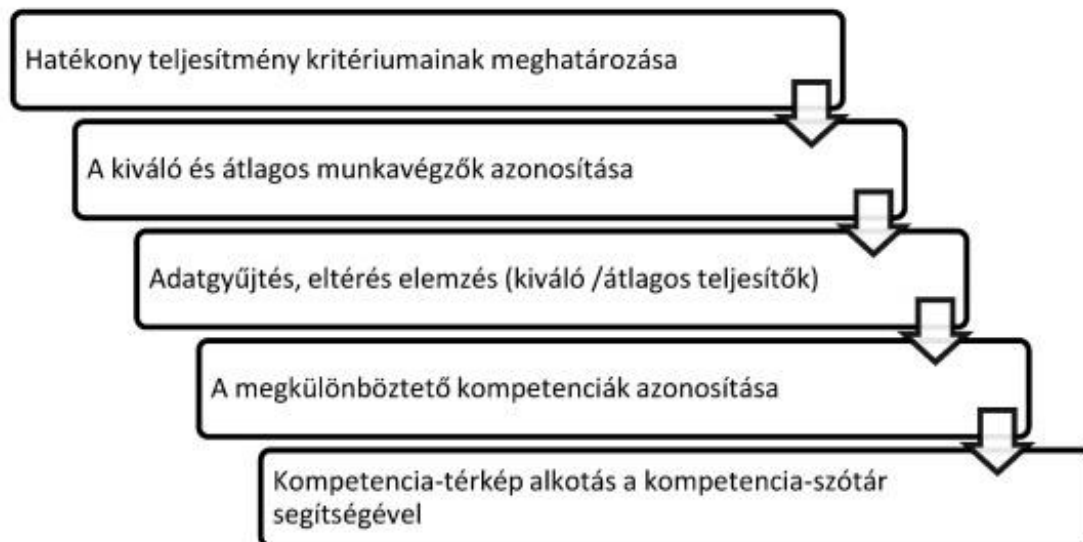 Hatékony teljesítmény kritériumainak meghatározása
A kiváló és átlagos munkavégzők azonosítása
Adatgyűjtés, eltérés elemzés (kiváló /átlagos teljesítők)
A megkülönböztető kompetenciák azonosítása
Kompetencia-térkép alkotás a kompetencia-szótár
segítségével